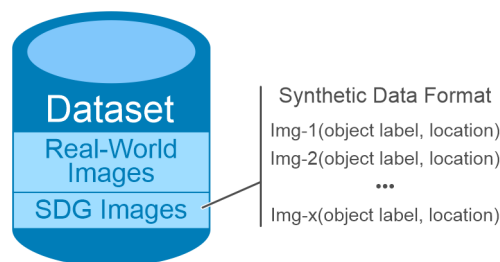 Dataset
Real-World
Images
SDG Images
Synthetic Data Format
Img-1(object label, location)
Img-2(object label, location)
...
Img-x(object label, location)